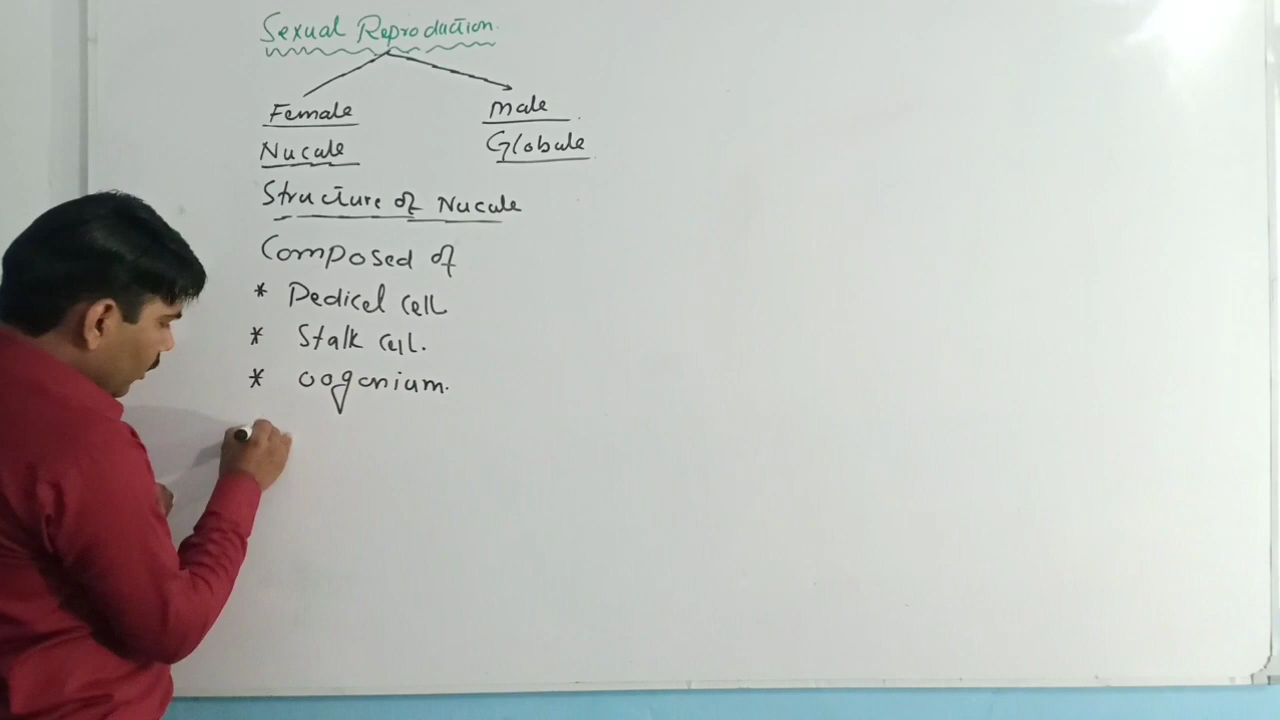 Sexual Reproduction.
Female
Male
Nucule
Globule
Structure of Nucule
Composed of
* Pedicel cell
* Stalk cell.
* oogonium.